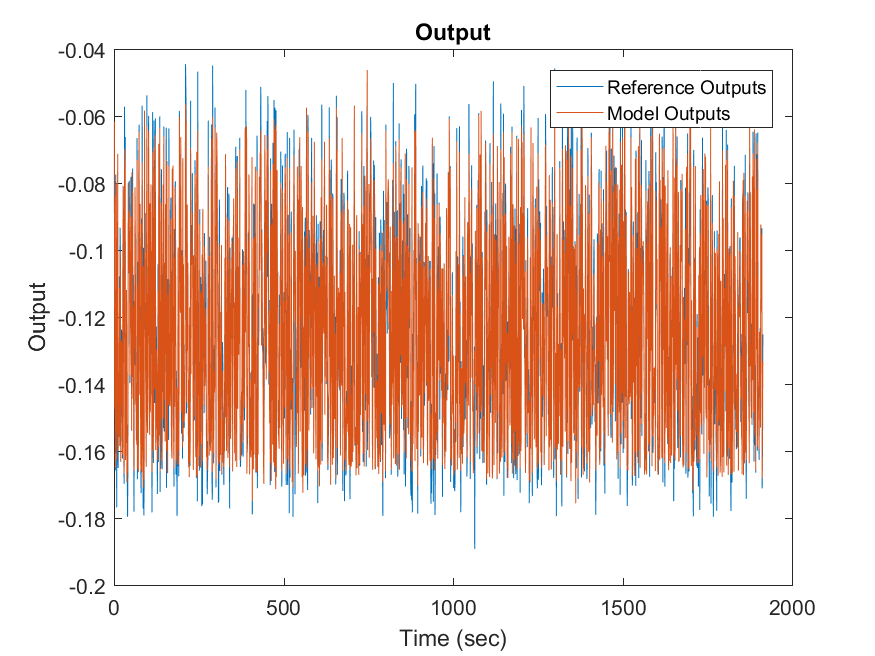 Output
Reference Outputs
Model Outputs
-0.04
-0.06
-0.08
-0.1
-0.12
-0.14
-0.16
-0.18
-0.2
Output
0 500 1000 1500 2000
Time (sec)